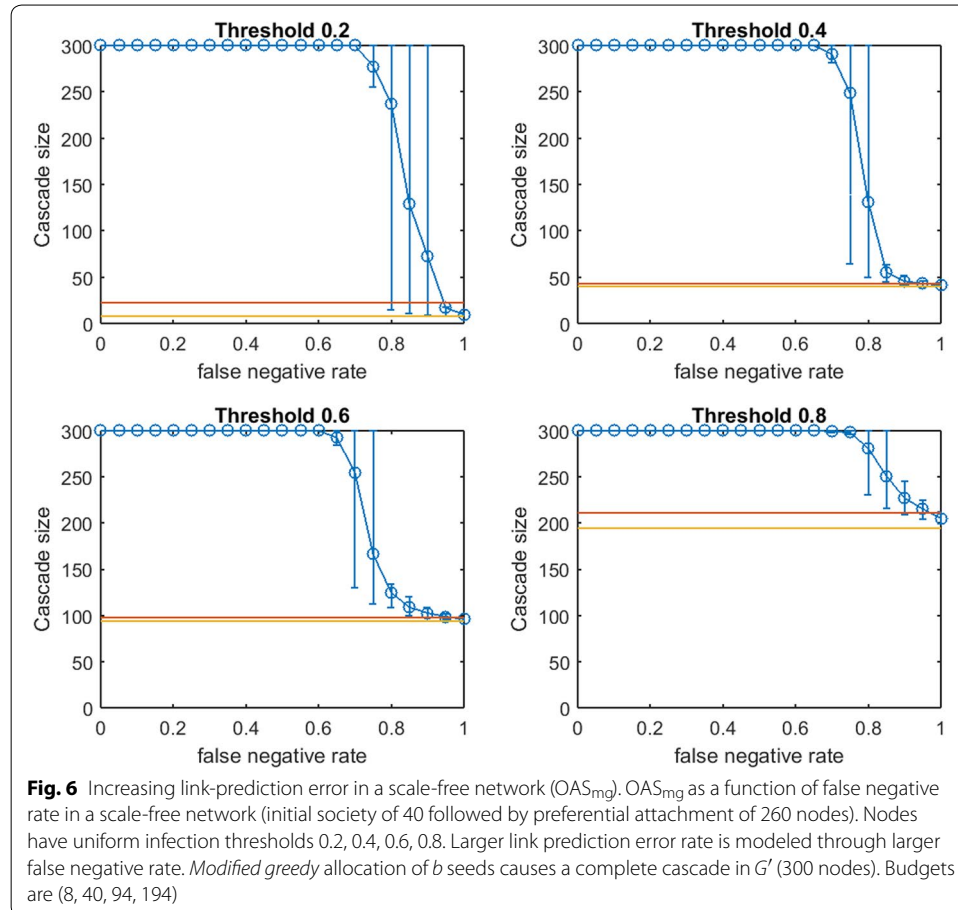 Threshold 0.2
300
250
200
150
100
50
0
Cascade size
0 0.2 0.4 0.6 0.8 1
false negative rate
Threshold 0.4
300
250
200
150
100
50
0
Cascade size
0 0.2 0.4 0.6 0.8 1
false negative rate
Threshold 0.6
300
250
200
150
100
50
0
Cascade size
0 0.2 0.4 0.6 0.8 1
false negative rate
Threshold 0.8
300
250
200
150
100
50
0
Cascade size
0 0.2 0.4 0.6 0.8 1
false negative rate
Fig. 6 Increasing link-prediction error in a scale-free network (OASmg). OASmg as a function of false negative
rate in a scale-free network (initial society of 40 followed by preferential attachment of 260 nodes). Nodes
have uniform infection thresholds 0.2, 0.4, 0.6, 0.8. Larger link prediction error rate is modeled through larger
false negative rate. Modified greedy allocation of b seeds causes a complete cascade in G′ (300 nodes). Budgets
are (8, 40, 94, 194)